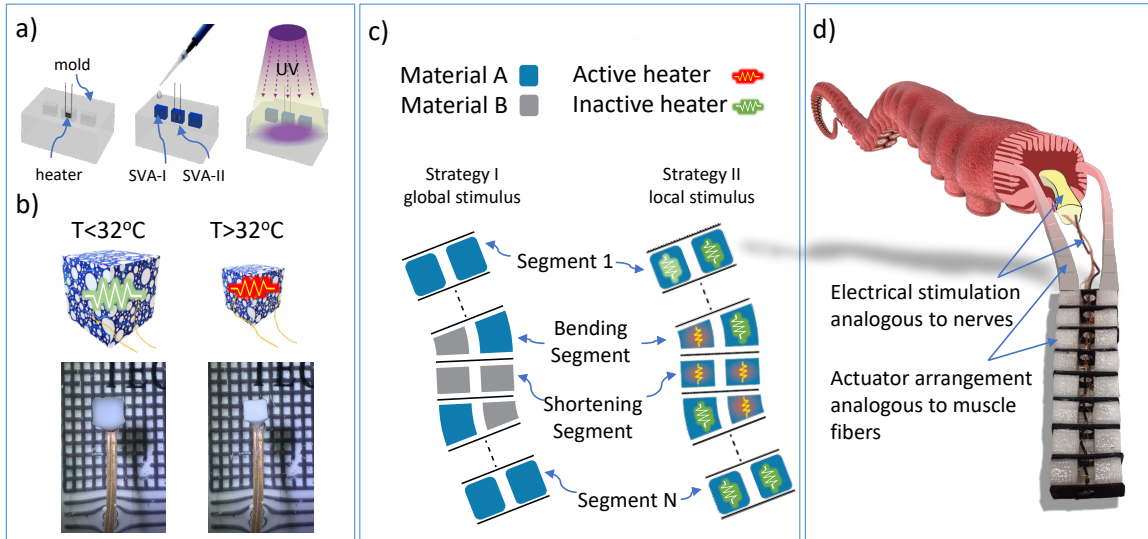 a)
mold
UV
heater
SVA-I
SVA-II
b)
T<32°C
T>32°C
c)
Material A
Material B
Active heater
Inactive heater
Strategy I
global stimulus
Strategy II
local stimulus
Segment 1
Bending
Segment
Shortening
Segment
Segment N
d)
Electrical stimulation
analogous to nerves
Actuator arrangement
analogous to muscle
fibers